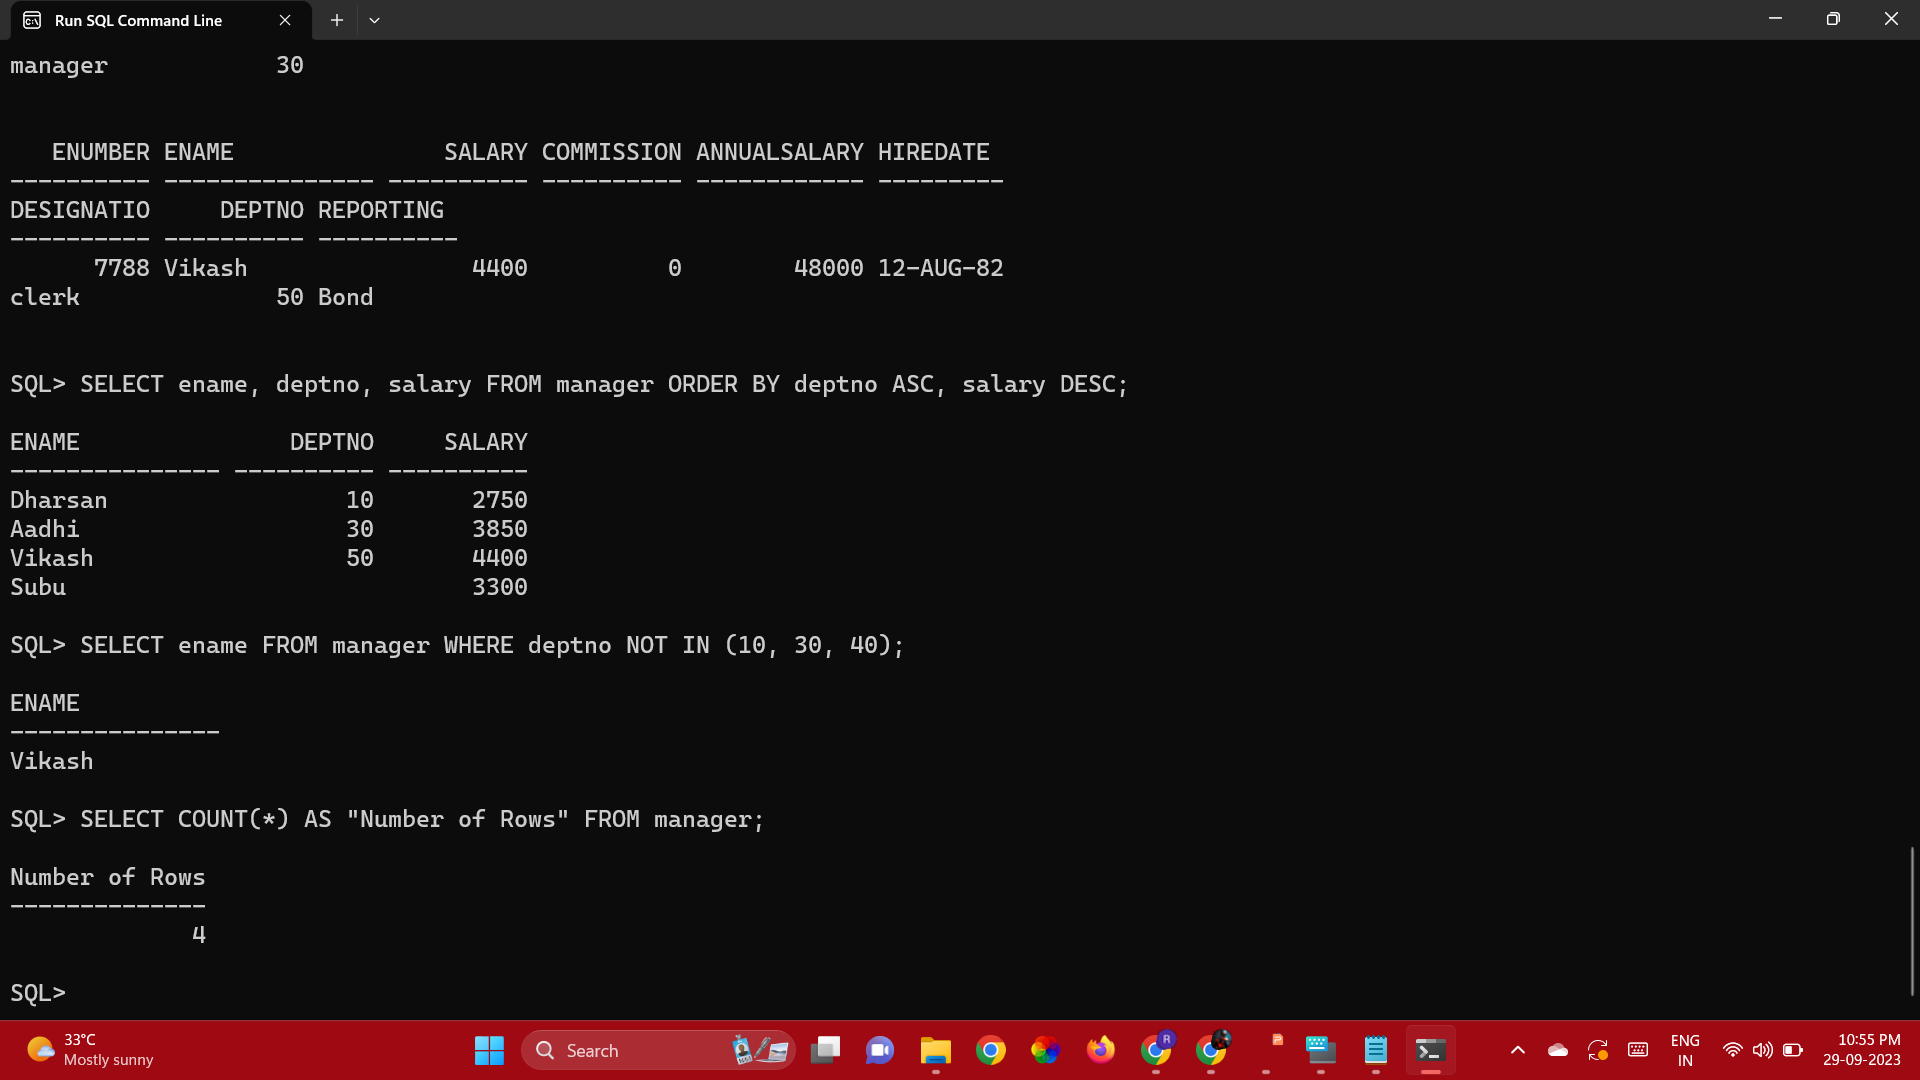 Run SQL Command Line
manager            30


   ENUMBER ENAME               SALARY COMMISSION ANNUALSALARY HIREDATE
---------- --------------- ---------- ---------- ------------ ---------
DESIGNATIO     DEPTNO REPORTING
---------- ---------- ----------
      7788 Vikash                4400          0        48000 12-AUG-82
clerk              50 Bond


SQL> SELECT ename, deptno, salary FROM manager ORDER BY deptno ASC, salary DESC;

ENAME               DEPTNO     SALARY
--------------- ---------- ----------
Dharsan                 10       2750
Aadhi                   30       3850
Vikash                  50       4400
Subu                             3300

SQL> SELECT ename FROM manager WHERE deptno NOT IN (10, 30, 40);

ENAME
---------------
Vikash

SQL> SELECT COUNT(*) AS "Number of Rows" FROM manager;

Number of Rows
--------------
             4

SQL>
33°C
Mostly sunny
Search
R
ENG
IN
10:55 PM
29-09-2023